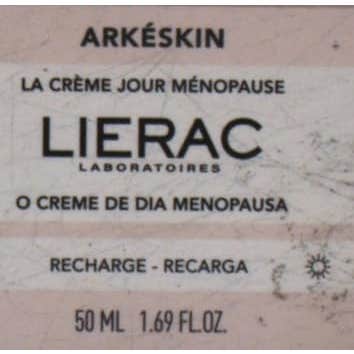 ARKÉSKIN
LA CRÈME JOUR MÉNOPAUSE
LIERAC
LABORATOIRES
O CREME DE DIA MENOPAUSA
RECHARGE - RECARGA
50 ML 1.69 FL.OZ.